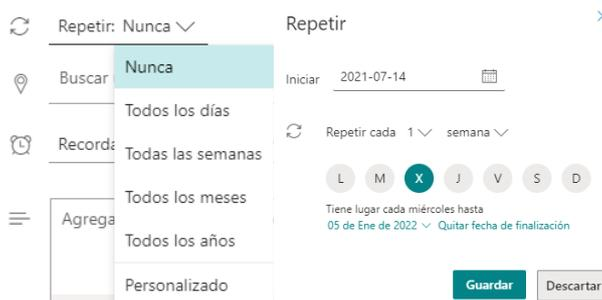 Repetir: Nunca
Nunca
Todos los días
Todas las semanas
Todos los meses
Todos los años
Personalizado
Buscar
Recorda
Agrega
Repetir
Iniciar 2021-07-14
Repetir cada 1 semana
L M X J V S D
Tiene lugar cada miércoles hasta
05 de Ene de 2022 Quitar fecha de finalización
Guardar Descartar